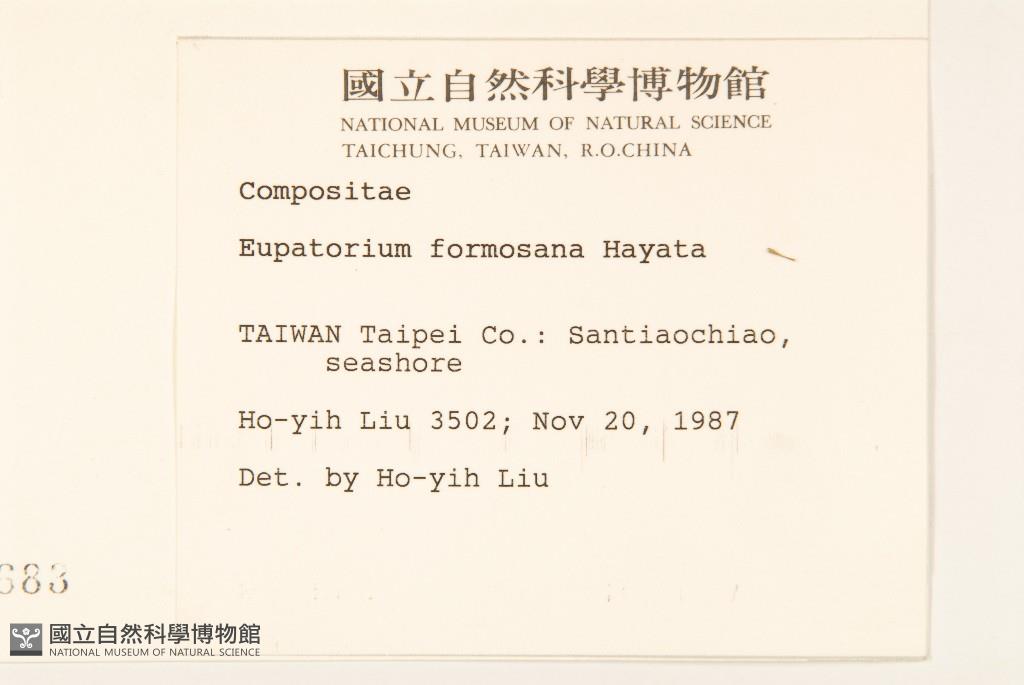 國立自然科學博物館
NATIONAL MUSEUM OF NATURAL SCIENCE
TAICHUNG, TAIWAN, R.O.CHINA
Compositae
Eupatorium formosana Hayata
TAIWAN Taipei Co.: Santiaochiao,
seashore
Ho-yih Liu 3502; Nov 20, 1987
Det. by Ho-yih Liu
683
國立自然科學博物館
NATIONAL MUSEUM OF NATURAL SCIENCE